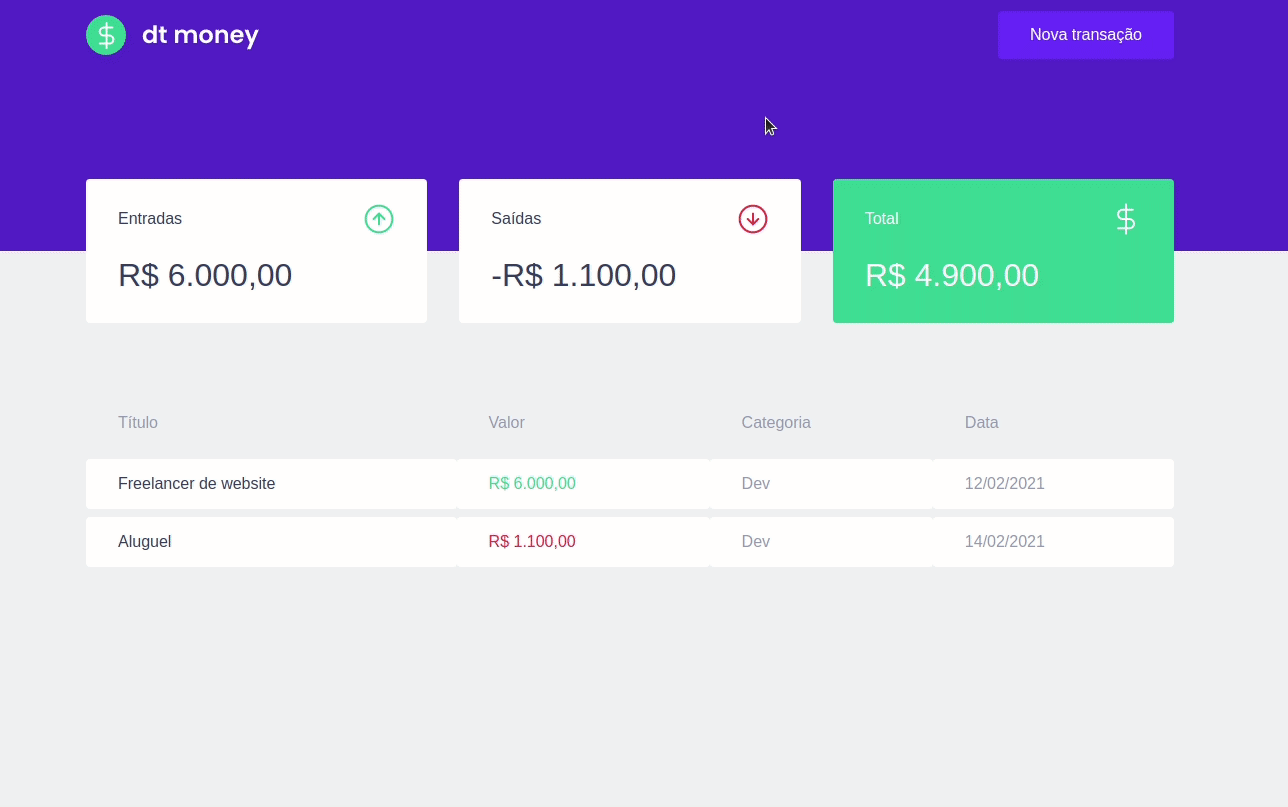 dt money
Nova transação
Entradas
R$ 6.000,00
Saídas
-R$ 1.100,00
Total
R$ 4.900,00
Título Valor Categoria Data
Freelancer de website R$ 6.000,00 Dev 12/02/2021
Aluguel R$ 1.100,00 Dev 14/02/2021